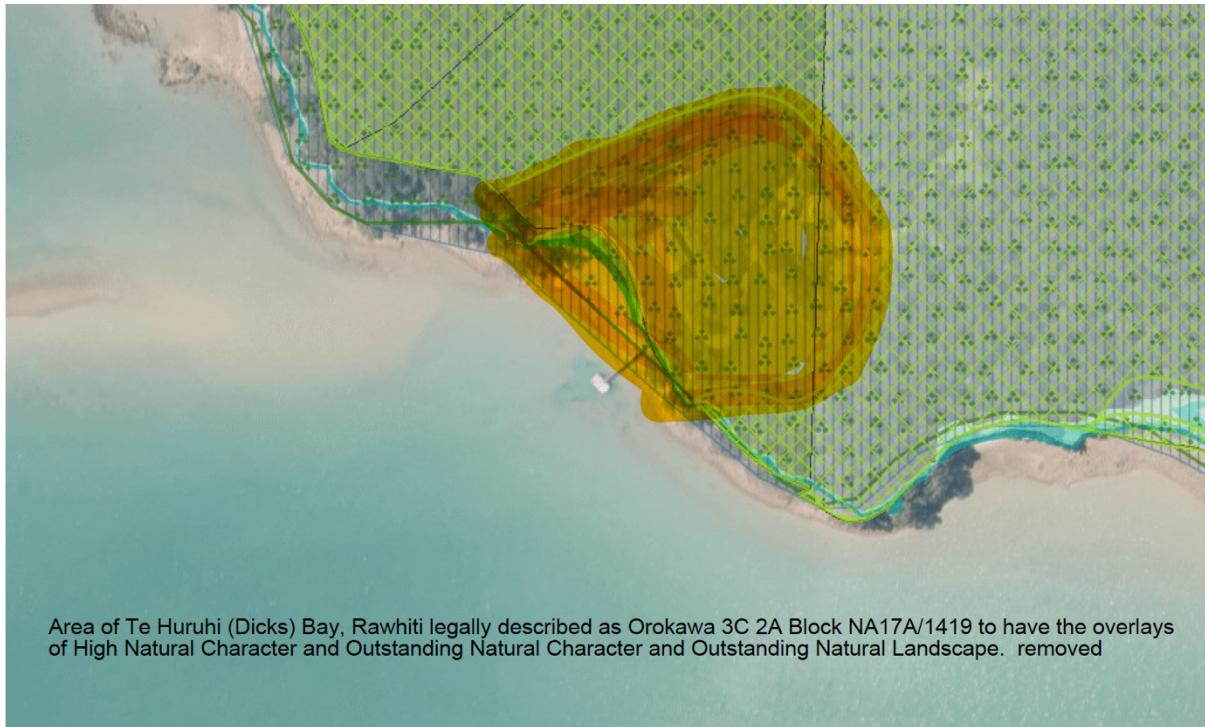 Area of Te Huruhi (Dicks) Bay, Rawhiti legally described as Orokawa 3C 2A Block NA17A/1419 to have the overlays
of High Natural Character and Outstanding Natural Character and Outstanding Natural Landscape.  removed